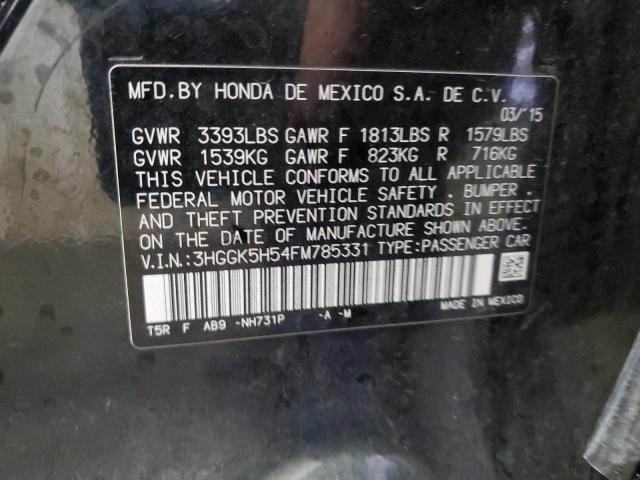 MFD. BY HONDA DE MEXICO S.A. DE C.V.
03/'15
GVWR 3393LBS GAWR F 1813LBS R 1579LBS
GVWR 1539KG GAWR F 823KG R 716KG
THIS VEHICLE CONFORMS TO ALL APPLICABLE
FEDERAL MOTOR VEHICLE SAFETY , BUMPER ,
AND THEFT PREVENTION STANDARDS IN EFFECT
ON THE DATE OF MANUFACTURE SHOWN ABOVE.
V.I.N.:3HGGK5H54FM785331 TYPE:PASSENGER CAR
T5R F AB9 -NH731P -A -M MADE IN MEXICO